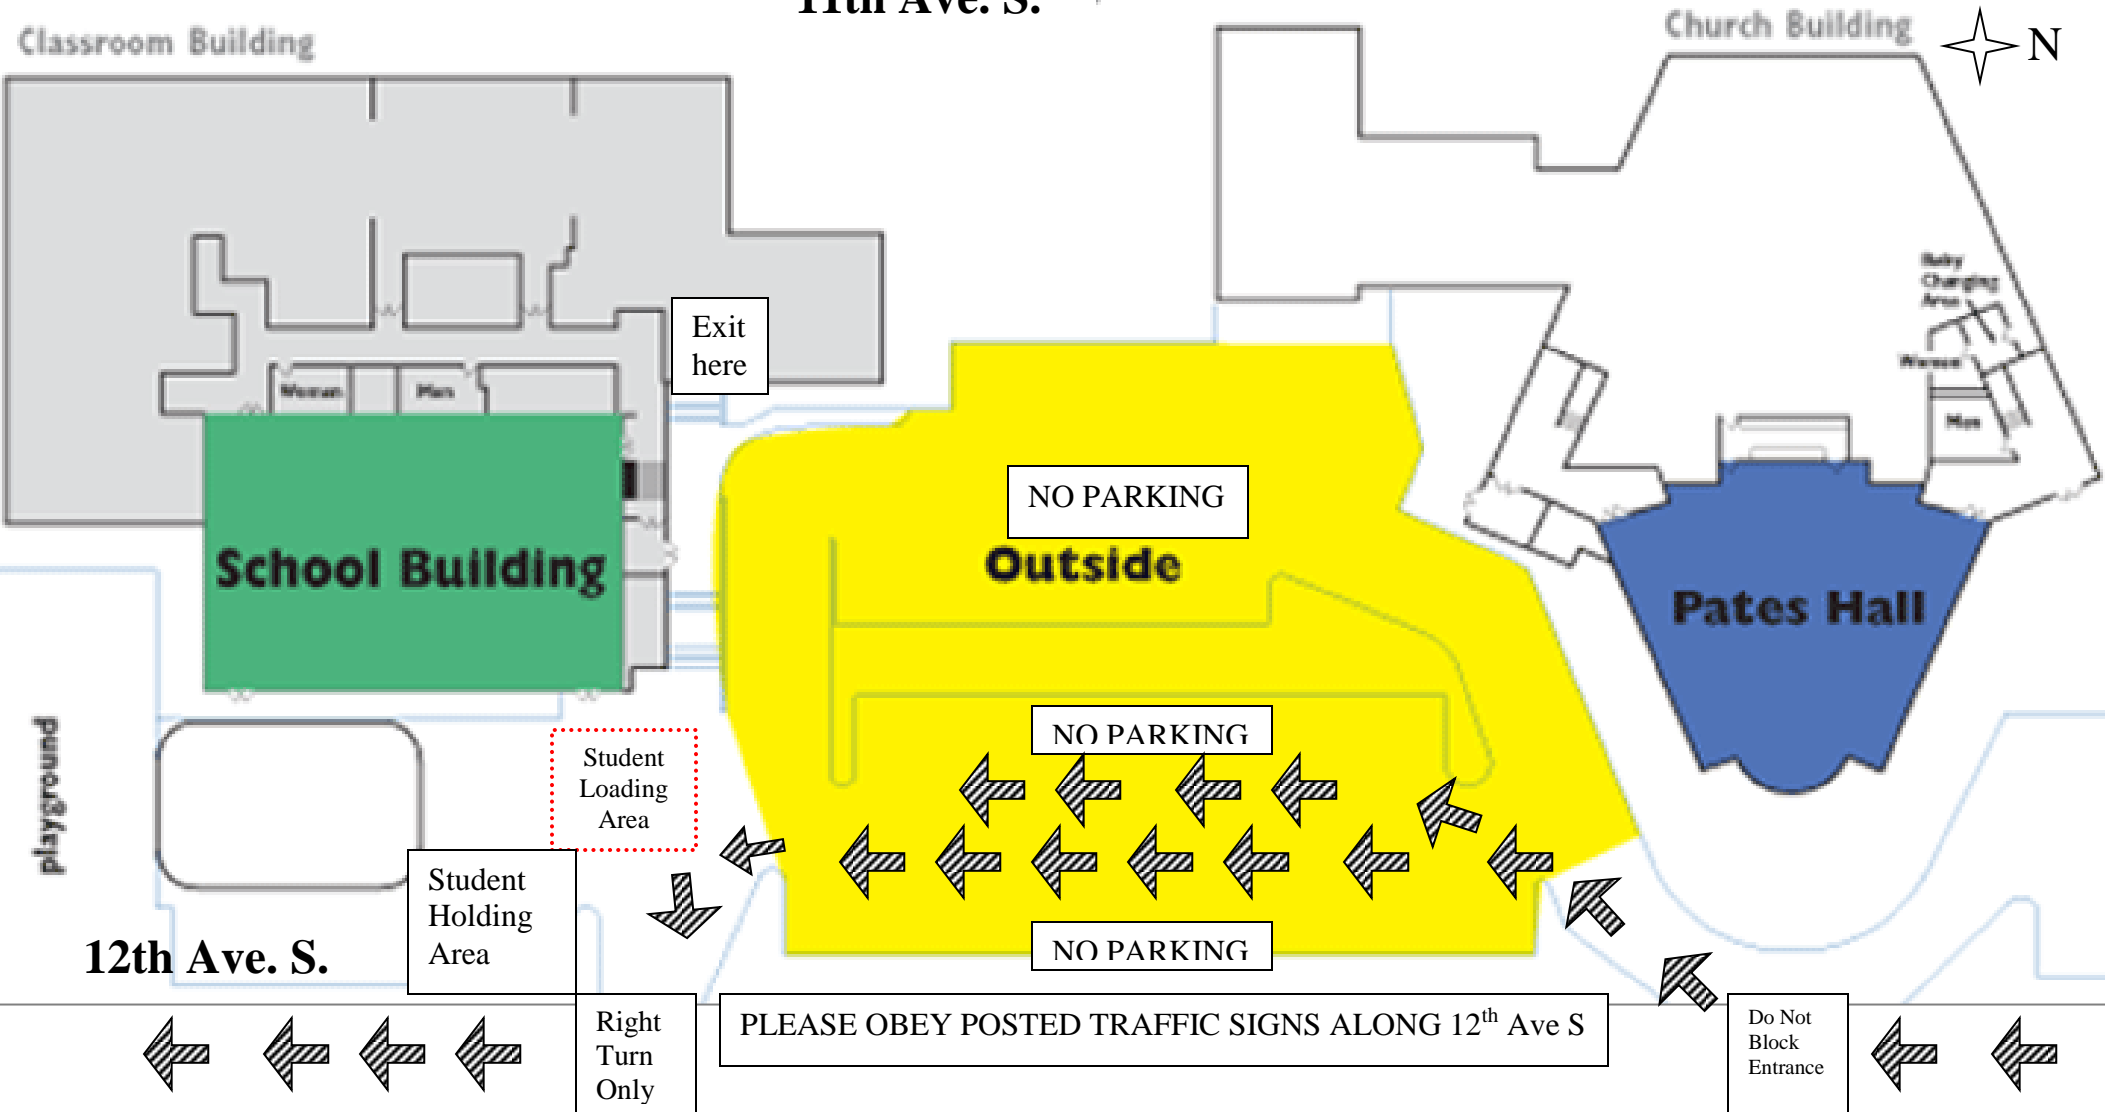 11th Ave. S.
Classroom Building
Church Building
N
Baby
Changing
Area
Exit
here
Women
Woman
Men
Men
NO PARKING
School Building
Outside
Pates Hall
playground
NO PARKING
Student
Loading
Area
Student
Holding
Area
12th Ave. S.
NO PARKING
Right
Turn
Only
PLEASE OBEY POSTED TRAFFIC SIGNS ALONG 12th Ave S
Do Not
Block
Entrance